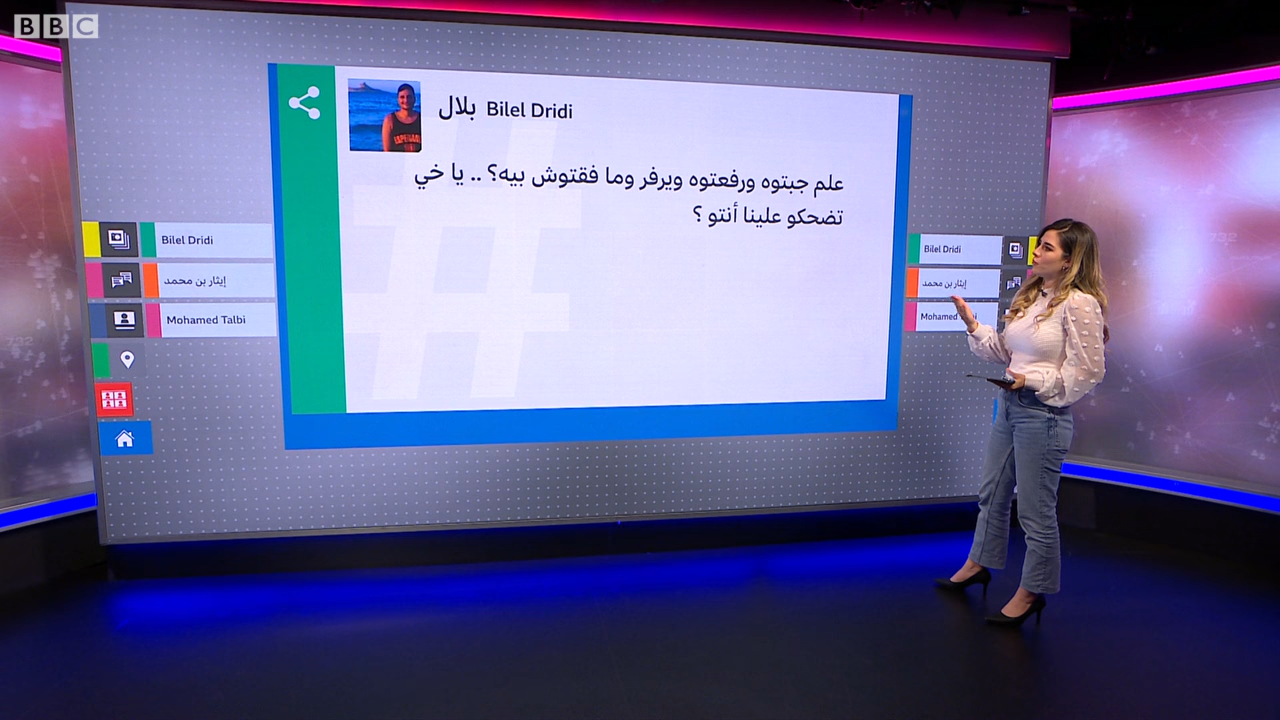 BBC
بلال Bilel Dridi
علم جبتوه ورفعتوه ويرفر وما فقتوش بيه؟ .. يا خي
تضحكو علينا أنتو ؟
Bilel Dridi
إيثار بن محمد
Mohamed Talbi
Bilel Dridi
إيثار بن محمد
Mohamed